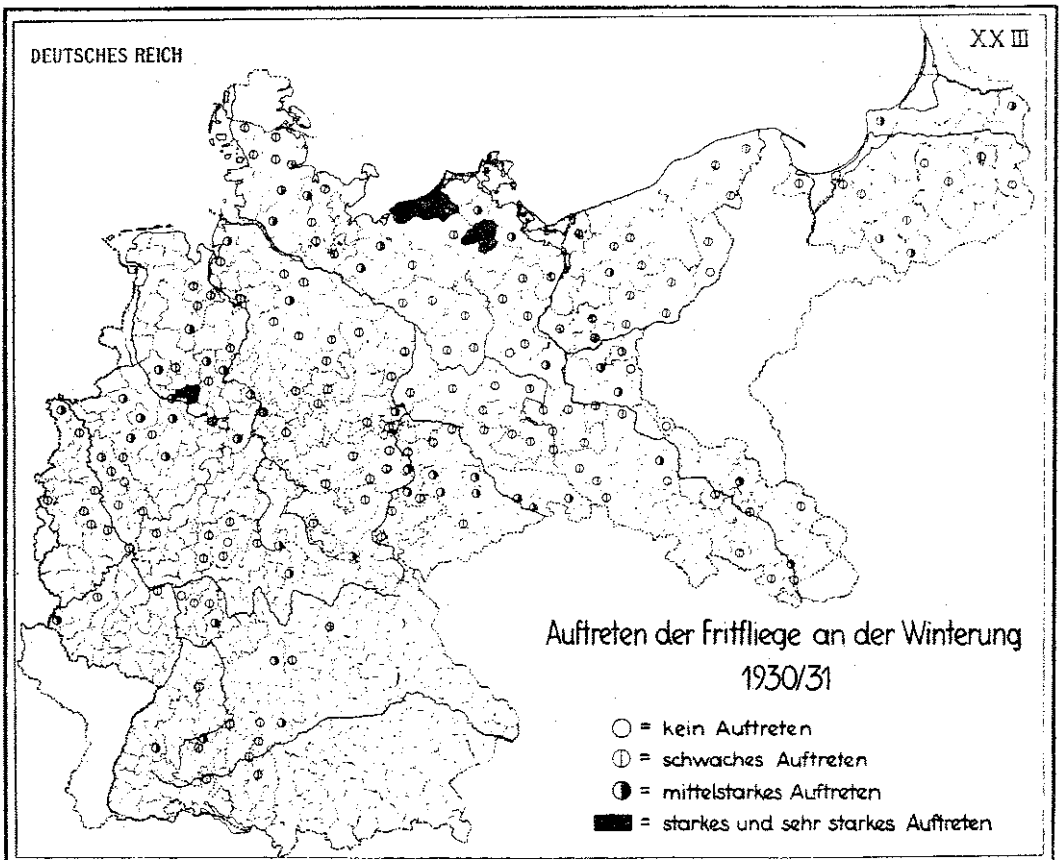 DEUTSCHES REICH
XXIII
Auftreten der Fritfliege an der Winterung
1930/31
= kein Auftreten
= schwaches Auftreten
= mittelstarkes Auftreten
= starkes und sehr starkes Auftreten